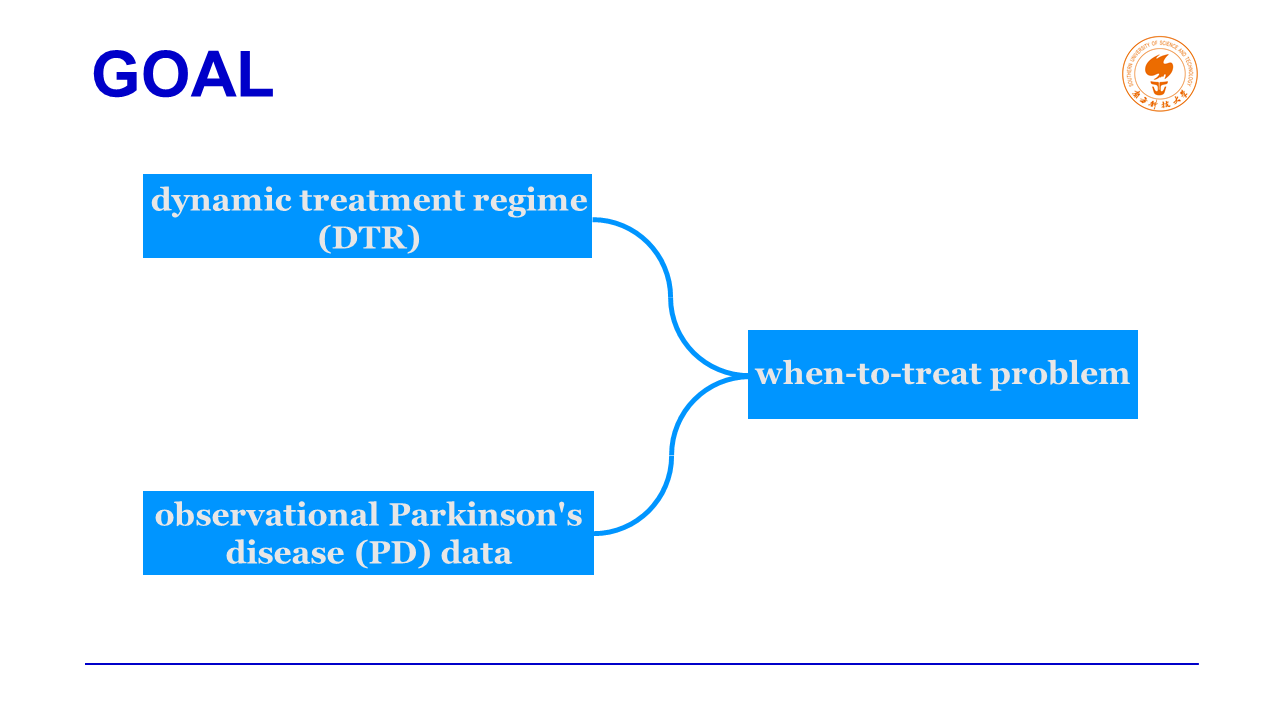 GOAL
SOUTHERN UNIVERSITY OF SCIENCE AND TECHNOLOGY
南方科技大学
dynamic treatment regime
(DTR)
when-to-treat problem
observational Parkinson's
disease (PD) data